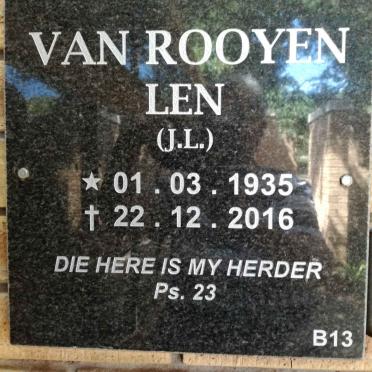 VAN ROOYEN
LEN
(J.L.)
★ 01 . 03 . 1935
† 22 . 12 . 2016
DIE HERE IS MY HERDER
Ps. 23
B13